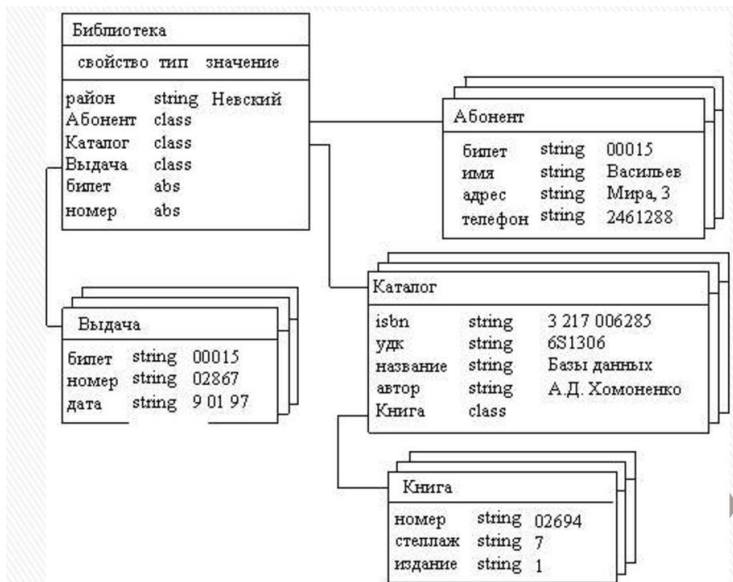 Библиотека
свойство тип значение
район string Невский
Абонент class
Каталог class
Выдача class
билет abs
номер abs
Абонент
билет string 00015
имя string Васильев
адрес string Мира, 3
телефон string 2461288
Каталог
isbn string 3 217 006285
удк string 6S1306
название string Базы данных
автор string А.Д. Хомоненко
Книга class
Выдача
билет string 00015
номер string 02867
дата string 9 01 97
Книга
номер string 02694
стеллаж string 7
издание string 1